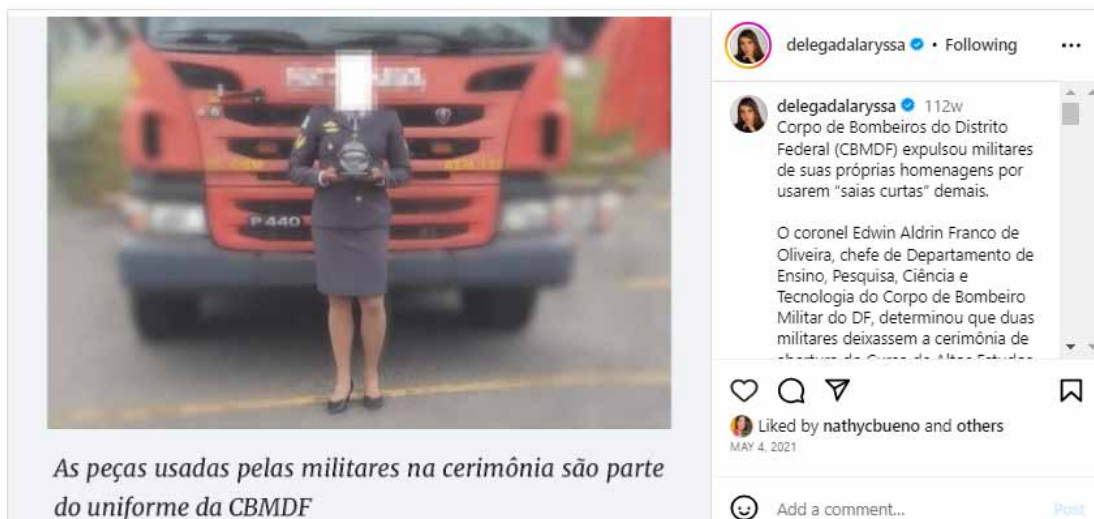 P 440
As peças usadas pelas militares na cerimônia são parte
do uniforme da CBMDF
delegadalaryssa • Following
delegadalaryssa 112w
Corpo de Bombeiros do Distrito
Federal (CBMDF) expulsou militares
de suas próprias homenagens por
usarem “saias curtas” demais.
O coronel Edwin Aldrin Franco de
Oliveira, chefe de Departamento de
Ensino, Pesquisa, Ciência e
Tecnologia do Corpo de Bombeiro
Militar do DF, determinou que duas
militares deixassem a cerimônia de
Liked by nathycbueno and others
MAY 4, 2021
Add a comment...
Post